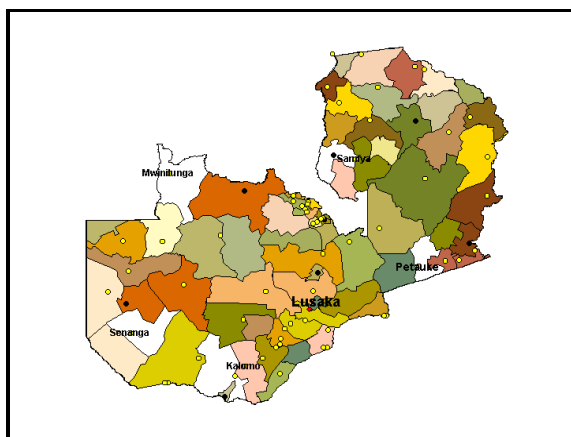 Samfya
Mwinilunga
Petauke
Lusaka
Senanga
Kalomo